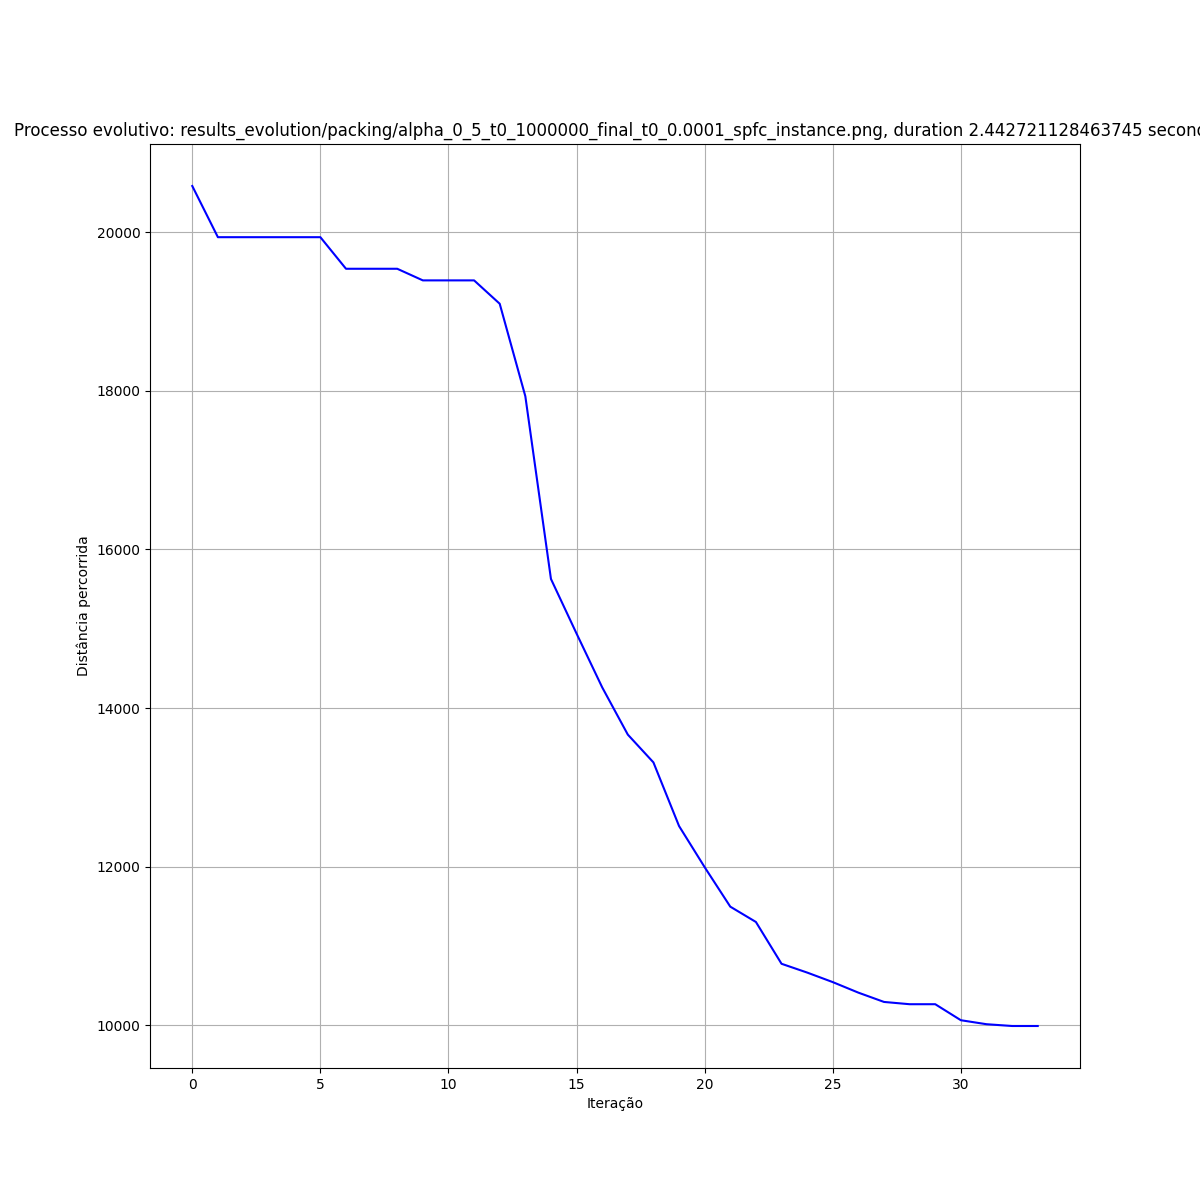 Processo evolutivo: results_evolution/packing/alpha_0_5_t0_1000000_final_t0_0.0001_spfc_instance.png, duration 2.442721128463745
20000
18000
16000
14000
12000
10000
Distância percorrida
0 5 10 15 20 25 30
Iteração